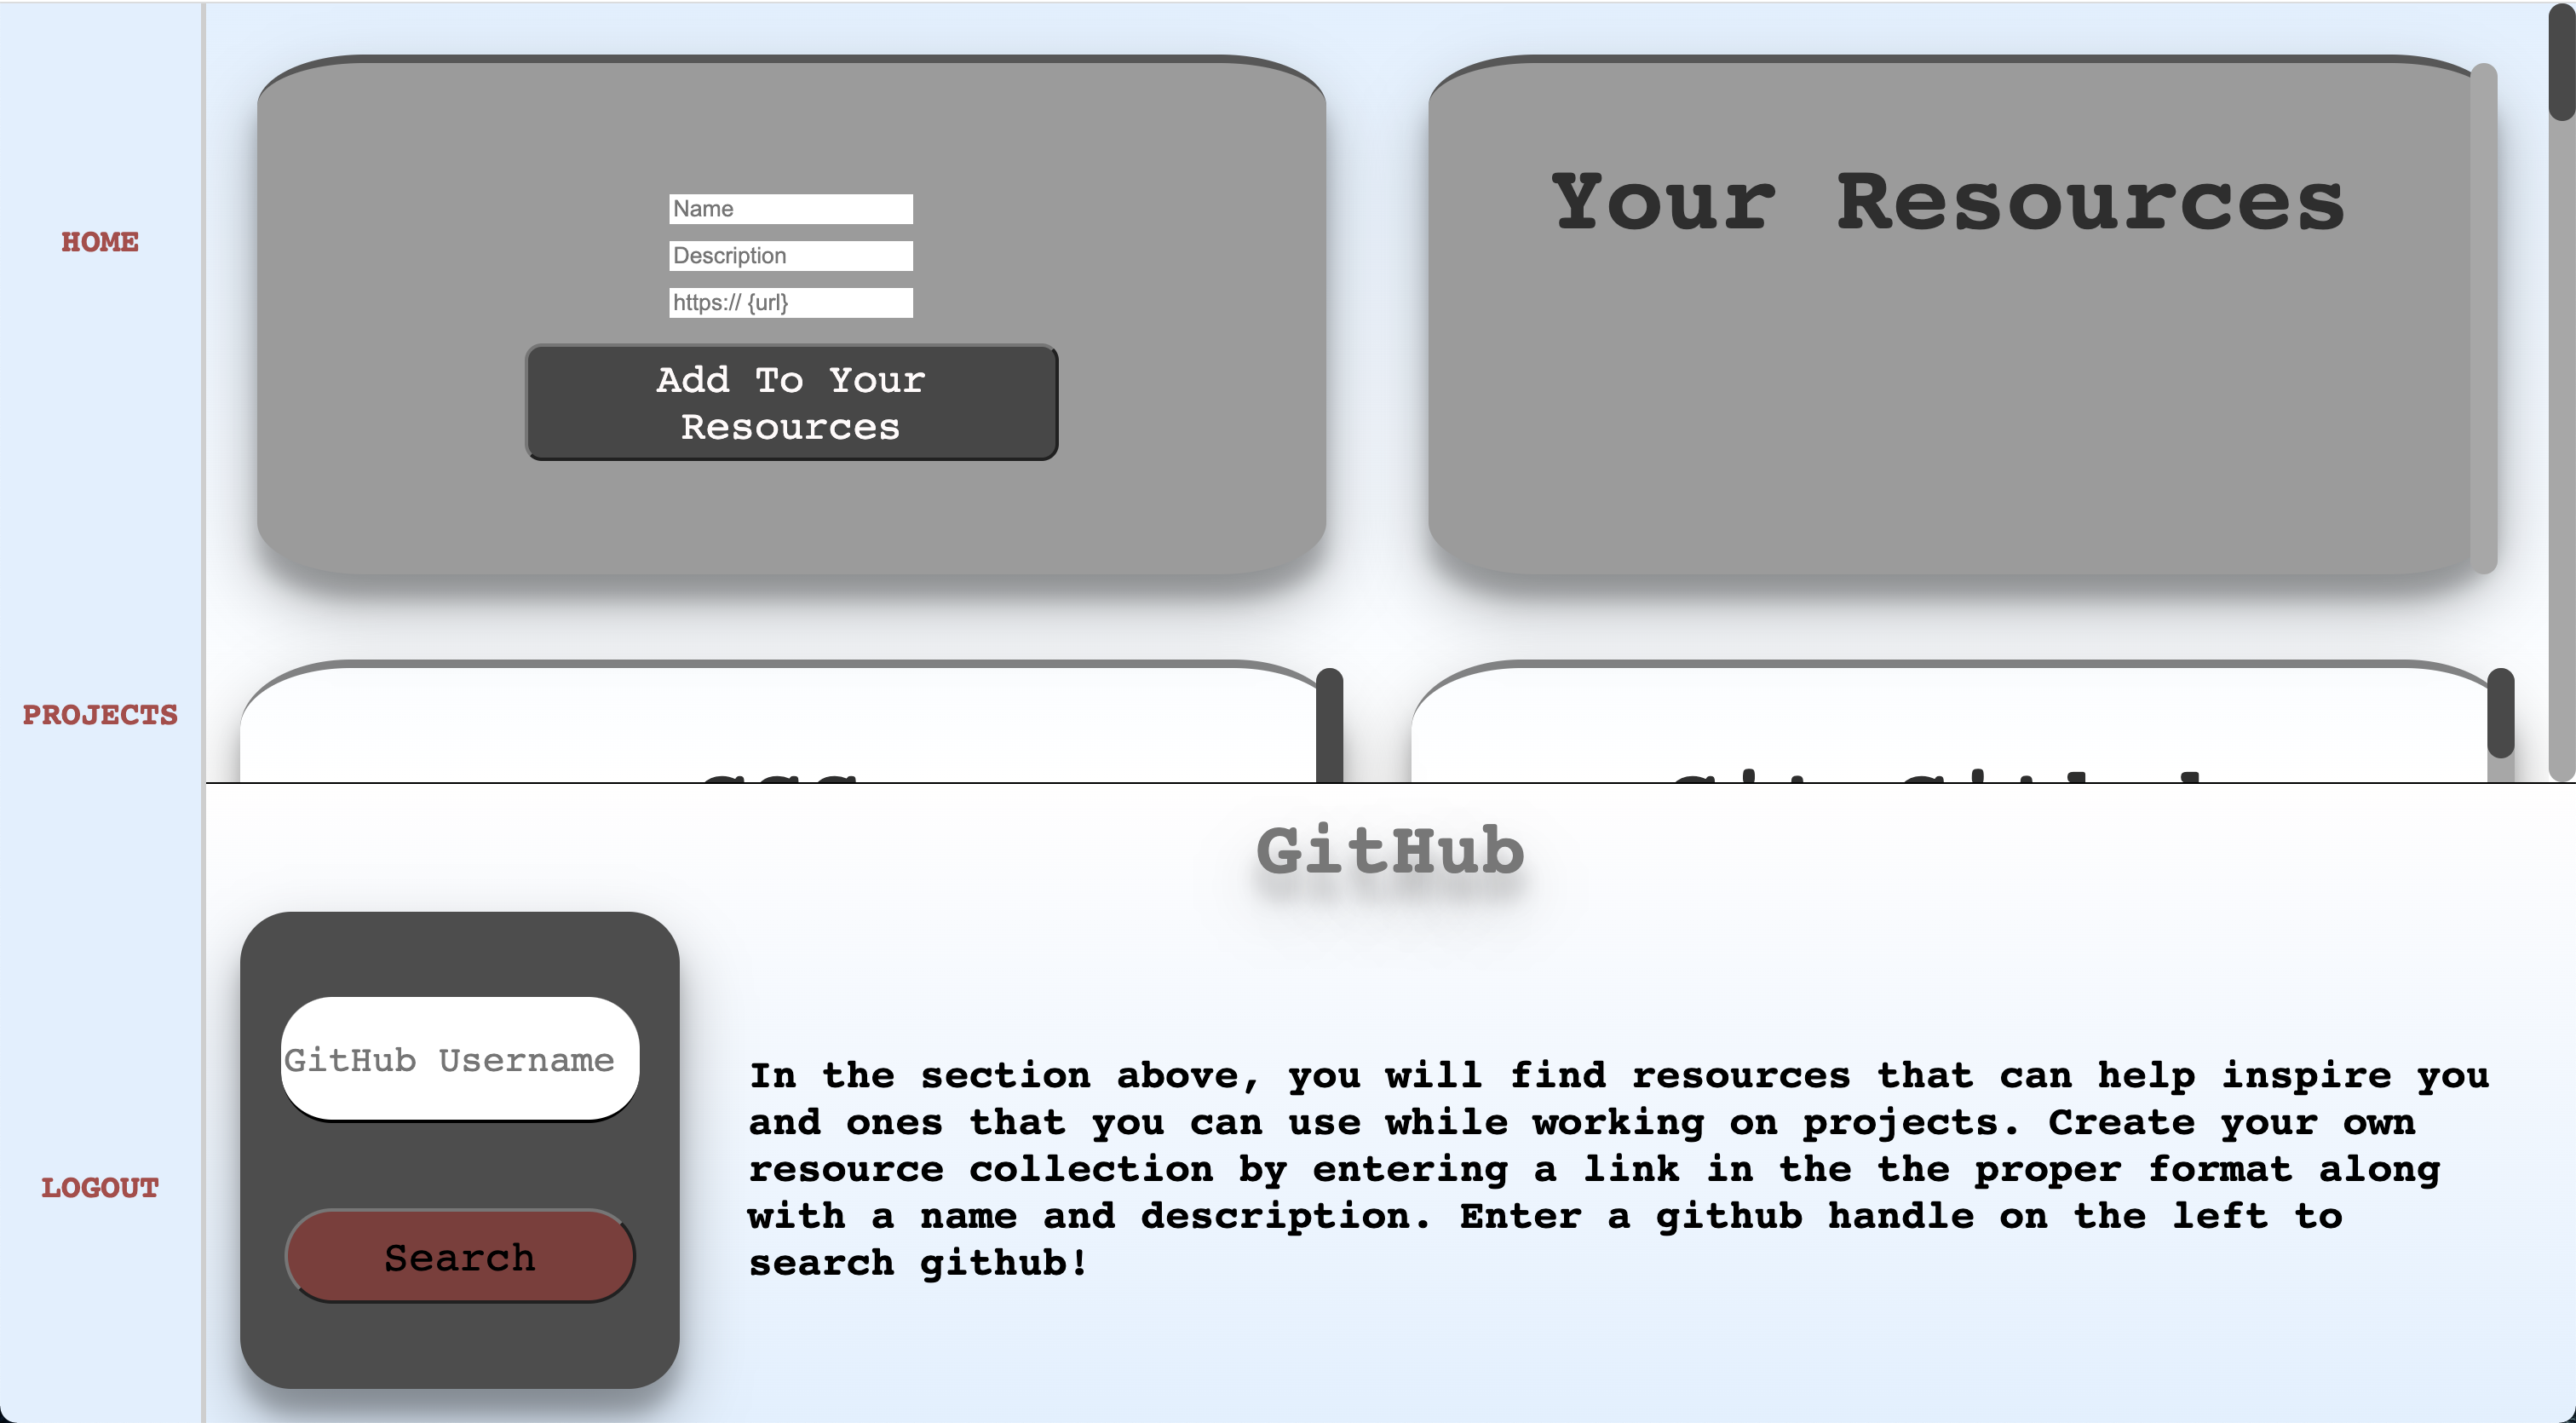 HOME
PROJECTS
LOGOUT
Name
Description
https:// {url}
Add To Your
Resources
Your Resources
GitHub
GitHub Username
Search
In the section above, you will find resources that can help inspire you
and ones that you can use while working on projects. Create your own
resource collection by entering a link in the the proper format along
with a name and description. Enter a github handle on the left to
search github!